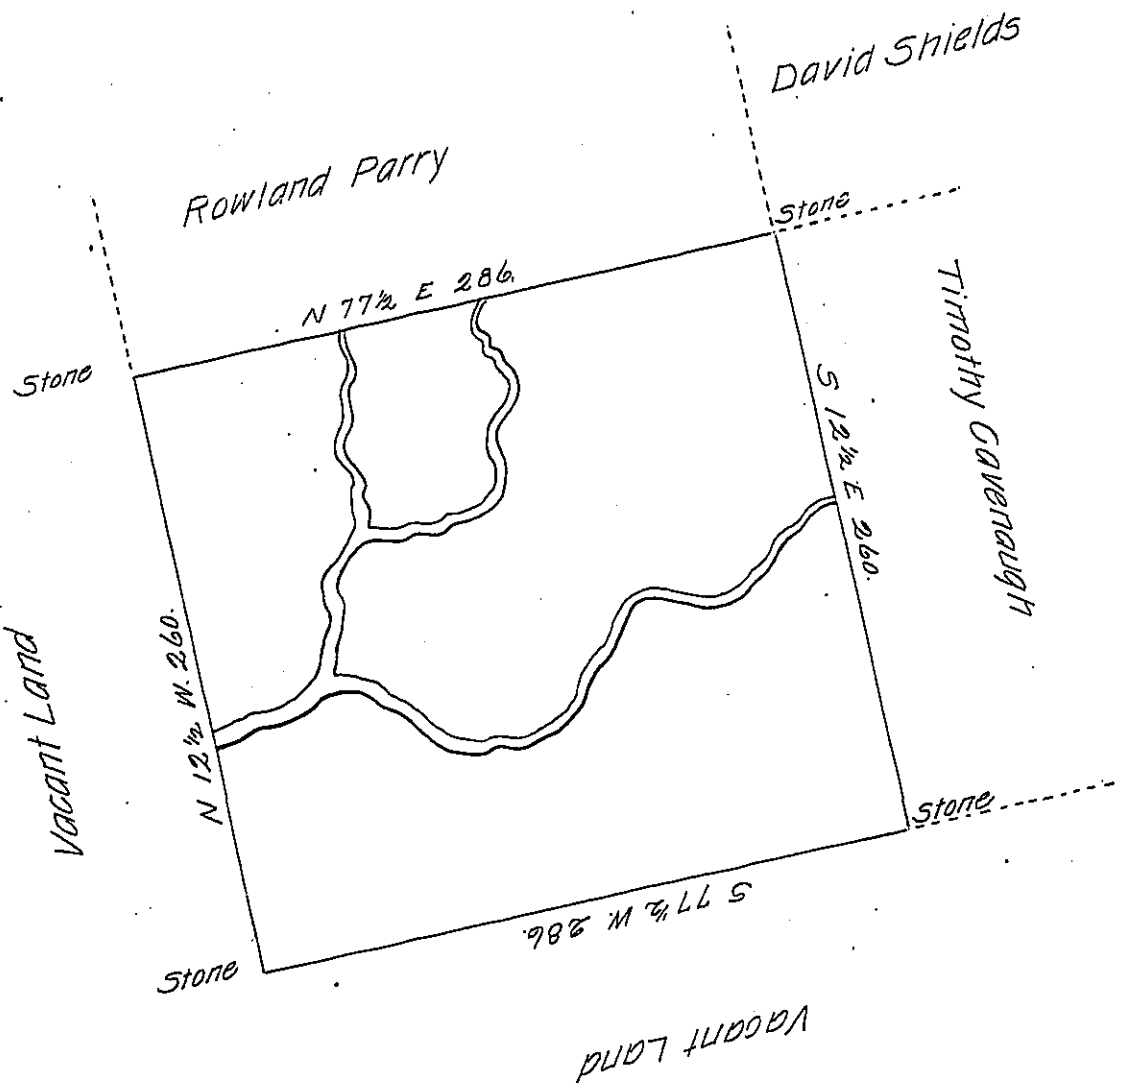 David Shields
Rowland Parry
Stone
N 77½ E 286.
Stone
Timothy Cavenaugh
S 12½ E 260.
Vacant Land
N 12½ W. 260.
Stone
S 77½ W. 286.
Stone
Vacant Land